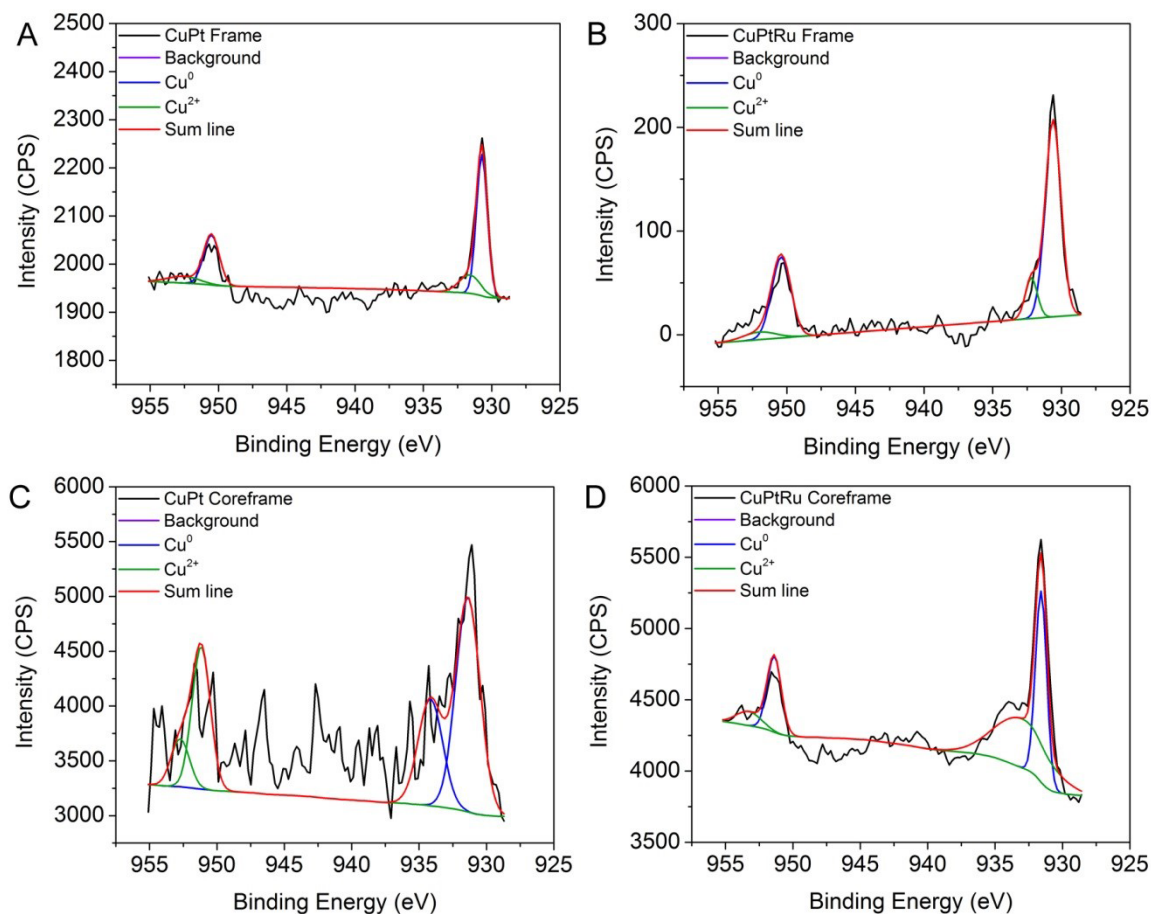 A
2500
2400
2300
2200
2100
2000
1900
1800
Intensity (CPS)
CuPt Frame
Background
Cu⁰
Cu²⁺
Sum line
955 950 945 940 935 930 925
Binding Energy (eV)
B
300
200
100
0
Intensity (CPS)
CuPtRu Frame
Background
Cu⁰
Cu²⁺
Sum line
955 950 945 940 935 930 925
Binding Energy (eV)
C
6000
5500
5000
4500
4000
3500
3000
Intensity (CPS)
CuPt Coreframe
Background
Cu⁰
Cu²⁺
Sum line
955 950 945 940 935 930 925
Binding Energy (eV)
D
6000
5500
5000
4500
4000
3500
Intensity (CPS)
CuPtRu Coreframe
Background
Cu⁰
Cu²⁺
Sum line
955 950 945 940 935 930 925
Binding Energy (eV)